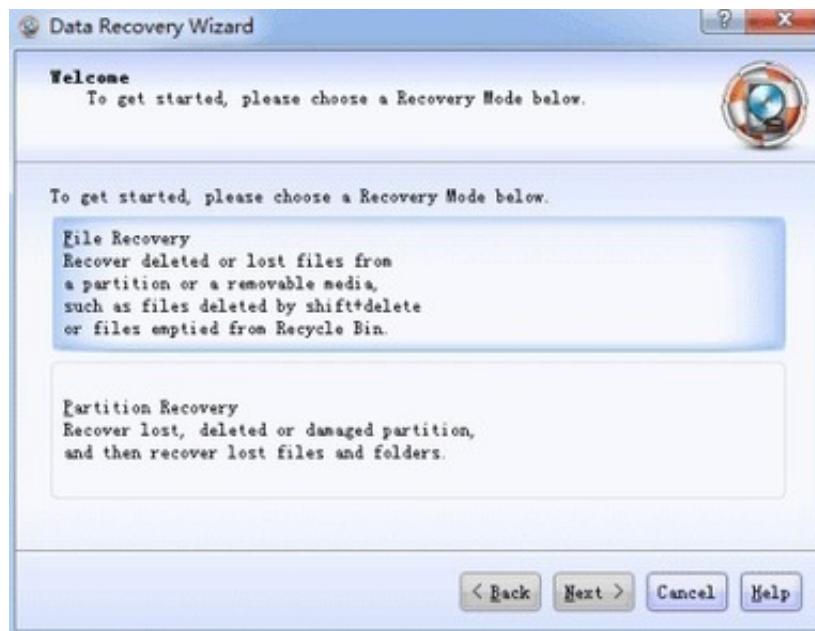 Data Recovery Wizard
?
Welcome
To get started, please choose a Recovery Mode below.
To get started, please choose a Recovery Mode below.
File Recovery
Recover deleted or lost files from
a partition or a removable media,
such as files deleted by shift+delete
or files emptied from Recycle Bin.
Partition Recovery
Recover lost, deleted or damaged partition,
and then recover lost files and folders.
< Back Next > Cancel Help